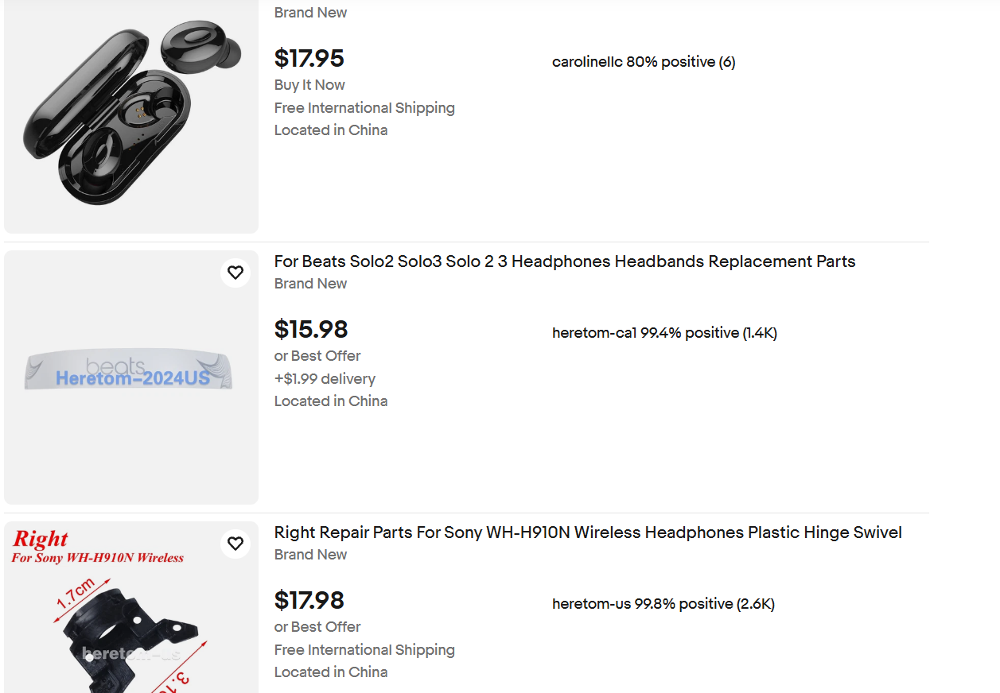 Brand New
$17.95
carolinellc 80% positive (6)
Buy It Now
Free International Shipping
Located in China
beats
Heretom-2024US
For Beats Solo2 Solo3 Solo 2 3 Headphones Headbands Replacement Parts
Brand New
$15.98
heretom-ca1 99.4% positive (1.4K)
or Best Offer
+$1.99 delivery
Located in China
Right
For Sony WH-H910N Wireless
1.7cm
heretom-us
Right Repair Parts For Sony WH-H910N Wireless Headphones Plastic Hinge Swivel
Brand New
$17.98
heretom-us 99.8% positive (2.6K)
or Best Offer
Free International Shipping
Located in China